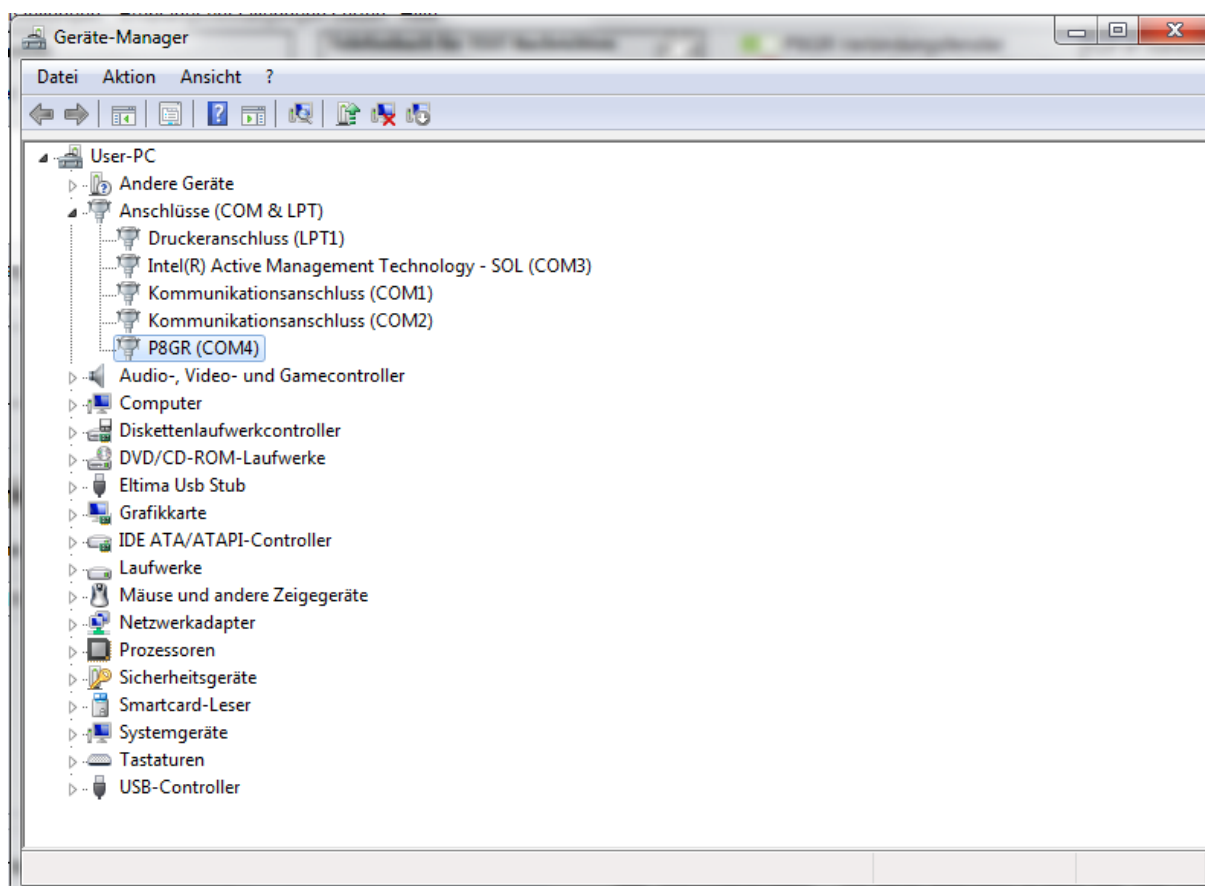 Geräte-Manager
Datei Aktion Ansicht ?
User-PC
Andere Geräte
Anschlüsse (COM & LPT)
Druckeranschluss (LPT1)
Intel(R) Active Management Technology - SOL (COM3)
Kommunikationsanschluss (COM1)
Kommunikationsanschluss (COM2)
P8GR (COM4)
Audio-, Video- und Gamecontroller
Computer
Diskettenlaufwerkcontroller
DVD/CD-ROM-Laufwerke
Eltima Usb Stub
Grafikkarte
IDE ATA/ATAPI-Controller
Laufwerke
Mäuse und andere Zeigegeräte
Netzwerkadapter
Prozessoren
Sicherheitsgeräte
Smartcard-Leser
Systemgeräte
Tastaturen
USB-Controller